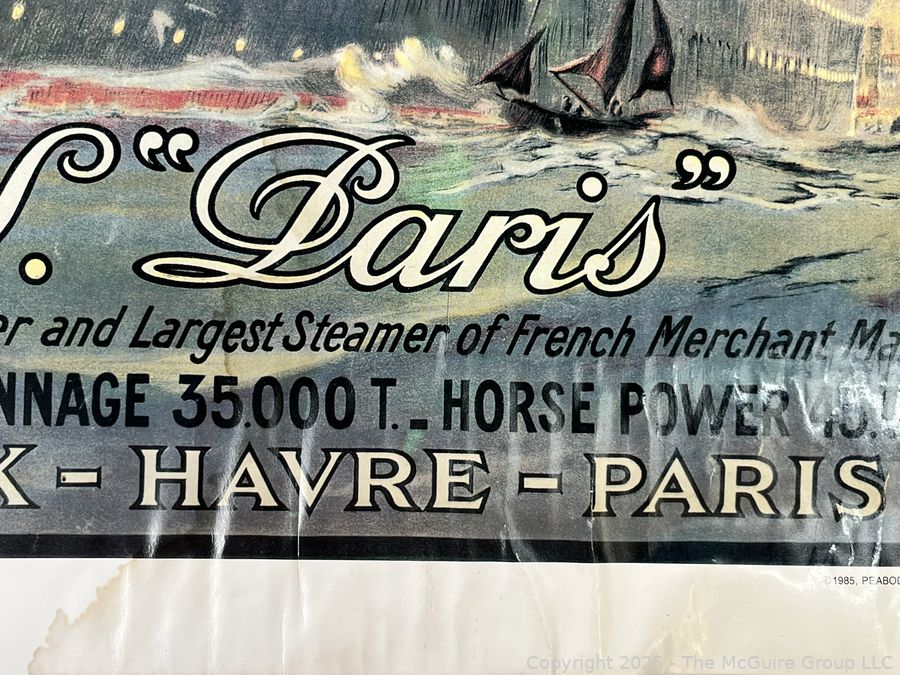 . "Paris"
er and Largest Steamer of French Merchant Ma
NNAGE 35.000 T. - HORSE POWER
K - HAVRE - PARIS
©1985, PEABOD
Copyright 2025 - The McGuire Group LLC